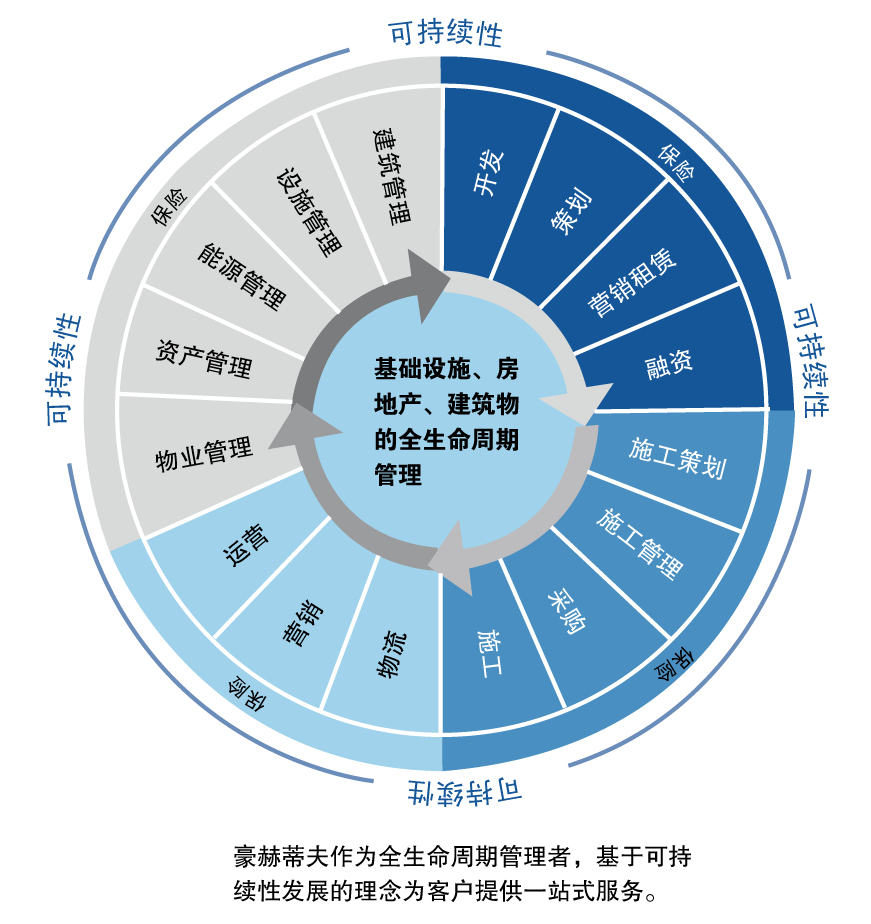 可持续性
保险
开发
策划
营销租赁
融资
可持续性
施工策划
施工管理
采购
施工
保险
可持续性
物流
营销
运营
保险
物业管理
资产管理
能源管理
设施管理
建筑管理
保险
可持续性
基础设施、房
地产、建筑物
的全生命周期
管理
豪赫蒂夫作为全生命周期管理者，基于可持
续性发展的理念为客户提供一站式服务。